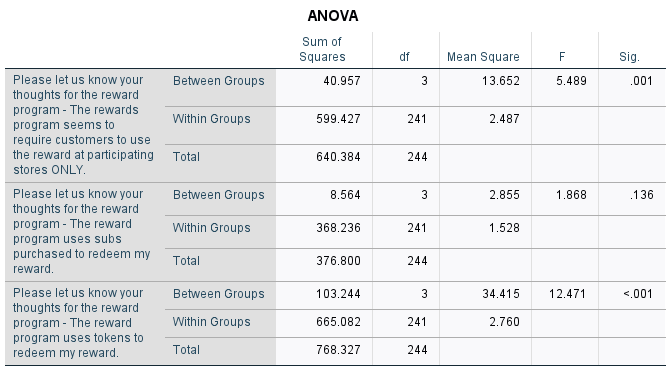 ANOVA
Sum of Squares df Mean Square F Sig.
Please let us know your thoughts for the reward program - The rewards program seems to require customers to use the reward at participating stores ONLY. Between Groups 40.957 3 13.652 5.489 .001
Within Groups 599.427 241 2.487
Total 640.384 244
Please let us know your thoughts for the reward program - The reward program uses subs purchased to redeem my reward. Between Groups 8.564 3 2.855 1.868 .136
Within Groups 368.236 241 1.528
Total 376.800 244
Please let us know your thoughts for the reward program - The reward program uses tokens to redeem my reward. Between Groups 103.244 3 34.415 12.471 <.001
Within Groups 665.082 241 2.760
Total 768.327 244